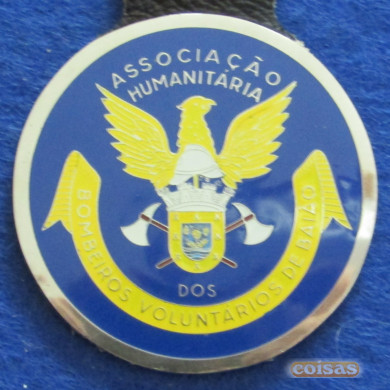 ASSOCIAÇÃO
HUMANITÁRIA
DOS
BOMBEIROS VOLUNTÁRIOS DE BAIÃO
coisas